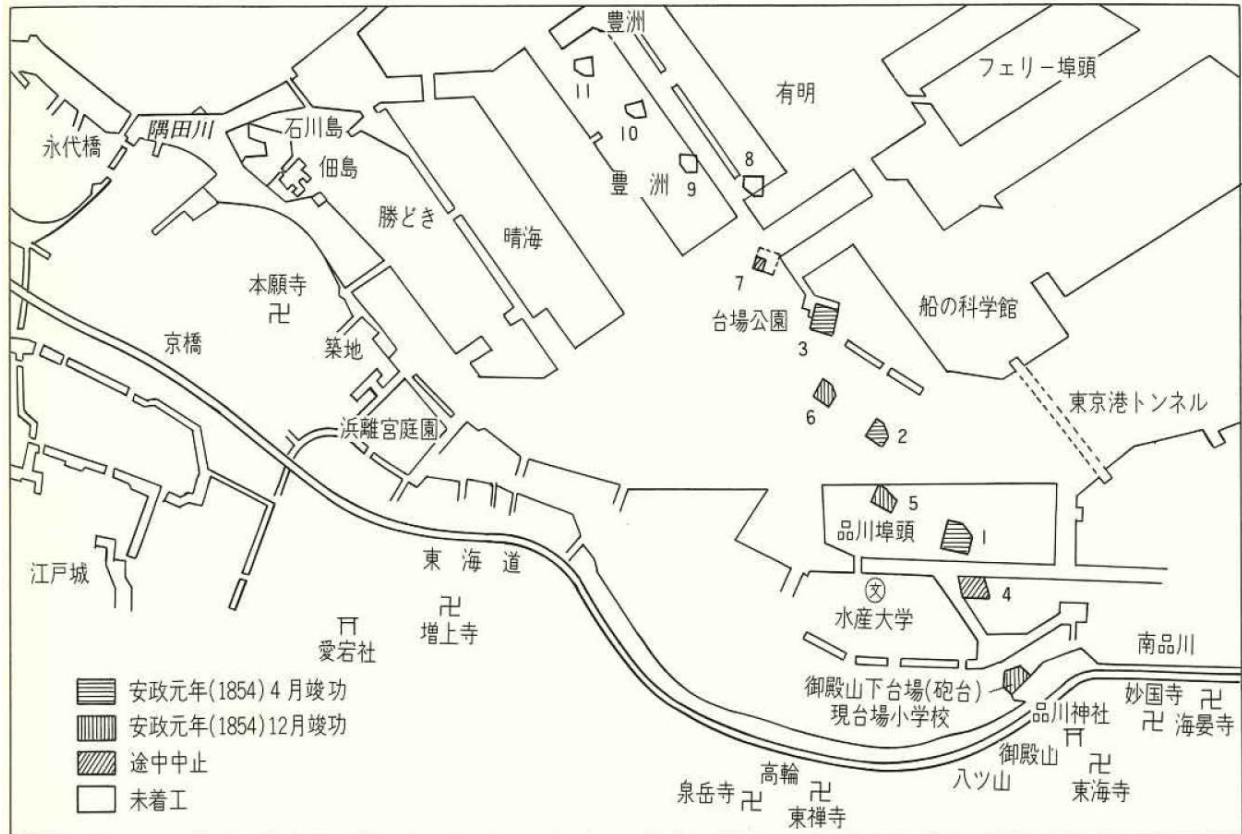 豊洲
フェリー埠頭
有明
11
10
隅田川
石川島
永代橋
佃島
8
豊洲
9
勝どき
晴海
7
本願寺
船の科学館
台場公園
3
京橋
築地
東京港トンネル
6
浜離宮庭園
2
5
品川埠頭
1
東海道
江戸城
4
文
水産大学
増上寺
愛宕社
南品川
御殿山下台場(砲台)
現台場小学校
妙国寺
海晏寺
品川神社
御殿山
八ツ山
東海寺
高輪
泉岳寺
東禅寺
安政元年(1854)4月竣功
安政元年(1854)12月竣功
途中中止
未着工